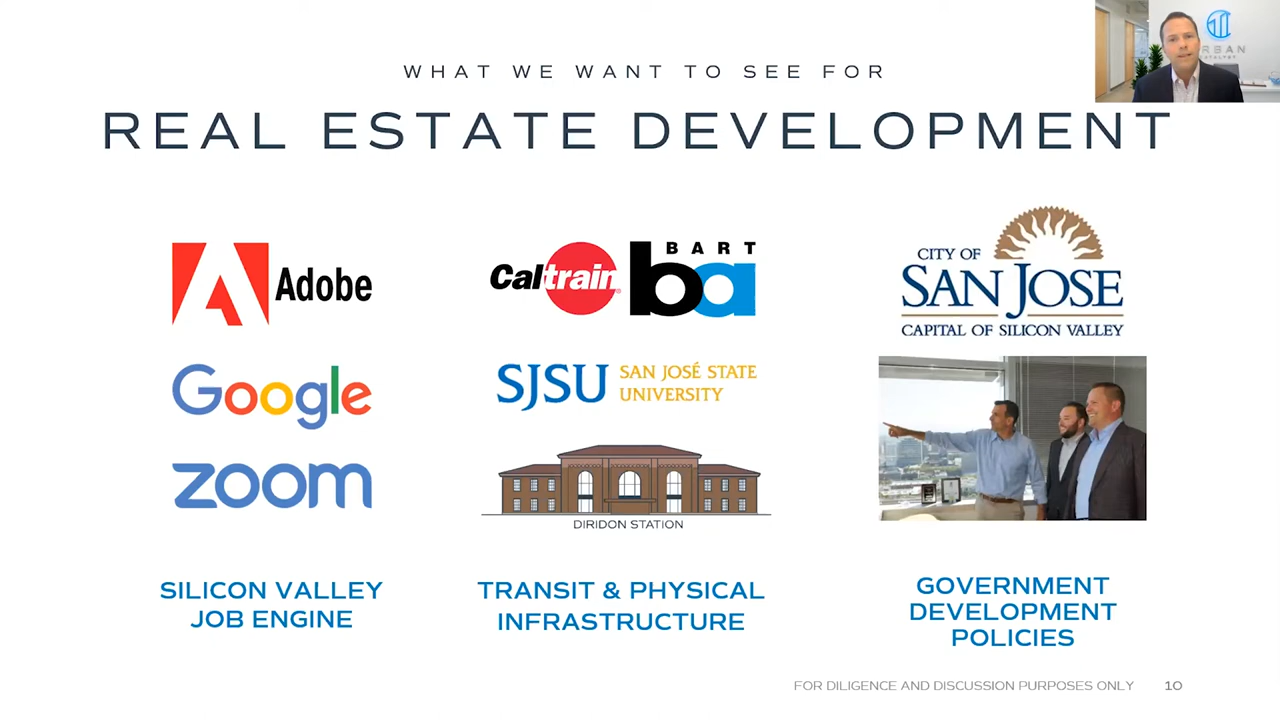 WHAT WE WANT TO SEE FOR
REAL ESTATE DEVELOPMENT
Adobe
Google
zoom
SILICON VALLEY
JOB ENGINE
Caltrain
BART
ba
SJSU
SAN JOSÉ STATE
UNIVERSITY
DIRIDON STATION
TRANSIT & PHYSICAL
INFRASTRUCTURE
CITY OF
SAN JOSE
CAPITAL OF SILICON VALLEY
GOVERNMENT
DEVELOPMENT
POLICIES
FOR DILIGENCE AND DISCUSSION PURPOSES ONLY 10